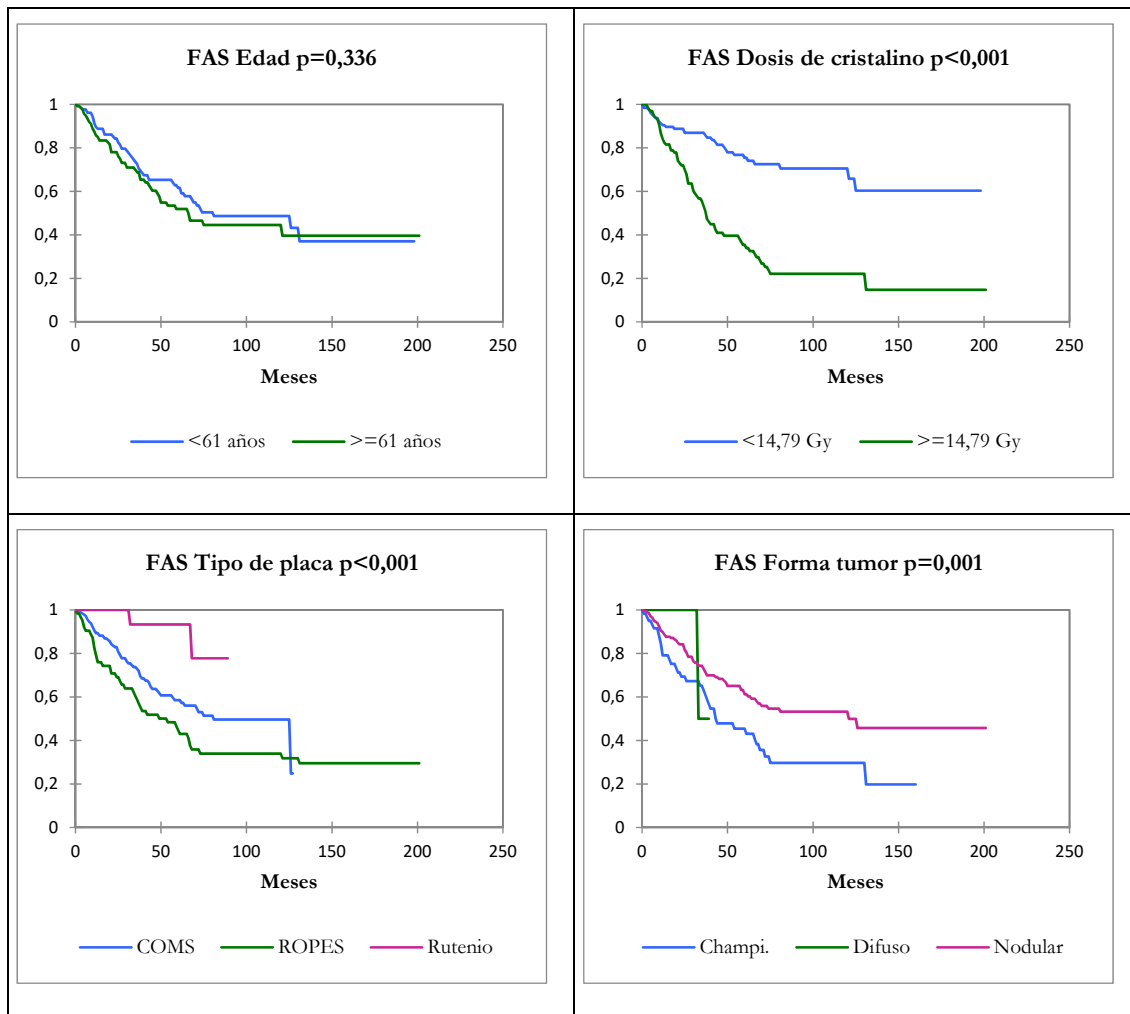 FAS Edad p=0,336
1
0,8
0,6
0,4
0,2
0
0 50 100 150 200 250
Meses
<61 años >=61 años
FAS Dosis de cristalino p<0,001
1
0,8
0,6
0,4
0,2
0
0 50 100 150 200 250
Meses
<14,79 Gy >=14,79 Gy
FAS Tipo de placa p<0,001
1
0,8
0,6
0,4
0,2
0
0 50 100 150 200 250
Meses
COMS ROPES Rutenio
FAS Forma tumor p=0,001
1
0,8
0,6
0,4
0,2
0
0 50 100 150 200 250
Meses
Champi. Difuso Nodular